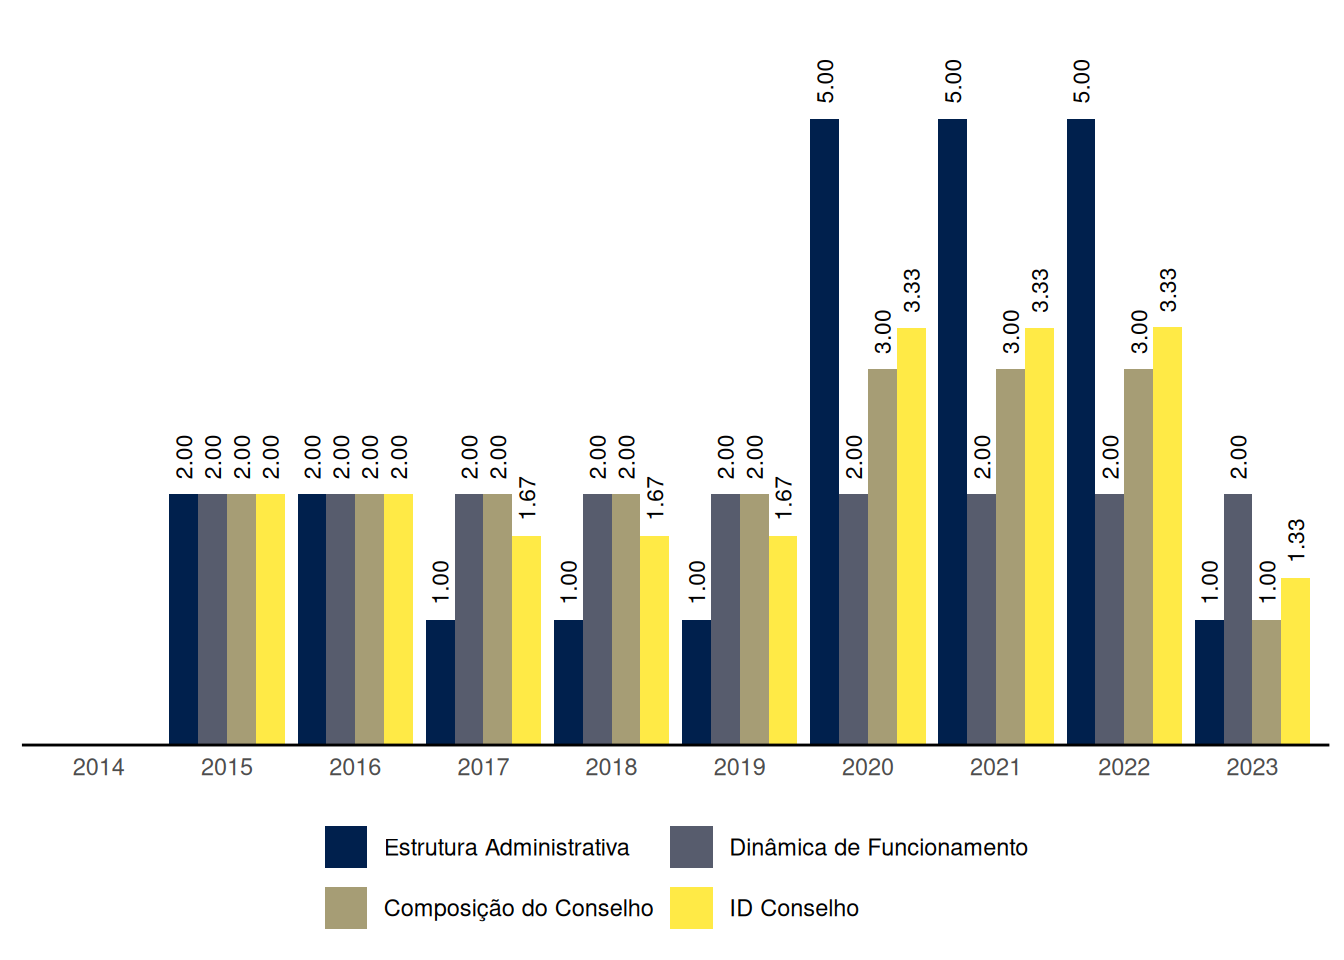 5.00 5.00 5.00
3.33 3.33 3.33
3.00 3.00 3.00
2.00 2.00 2.00 2.00 2.00 2.00 2.00 2.00 2.00 2.00 2.00 2.00 2.00 2.00 2.00 2.00 2.00 2.00
1.67 1.67 1.67
1.33
1.00 1.00 1.00 1.00 1.00
2014 2015 2016 2017 2018 2019 2020 2021 2022 2023
Estrutura Administrativa Dinâmica de Funcionamento
Composição do Conselho ID Conselho